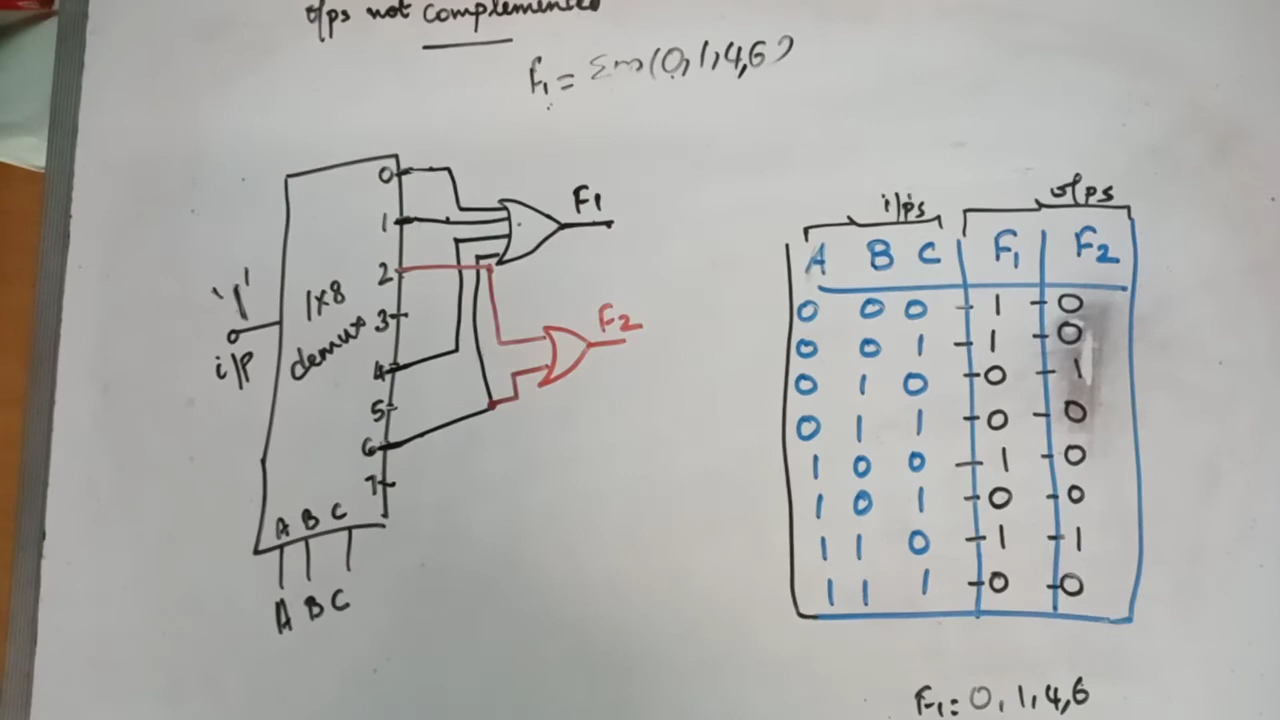 o/ps not complemented
F1 = Σm(0,1,4,6)
'1'
i/p
1x8
demux
0
1
2
3
4
5
6
7
A B C
A B C
F1
F2
i/ps o/ps
A B C F1 F2
0 0 0 1 0
0 0 1 1 0
0 1 0 0 1
0 1 1 0 0
1 0 0 1 0
1 0 1 0 0
1 1 0 1 1
1 1 1 0 0
F1: 0, 1, 4, 6